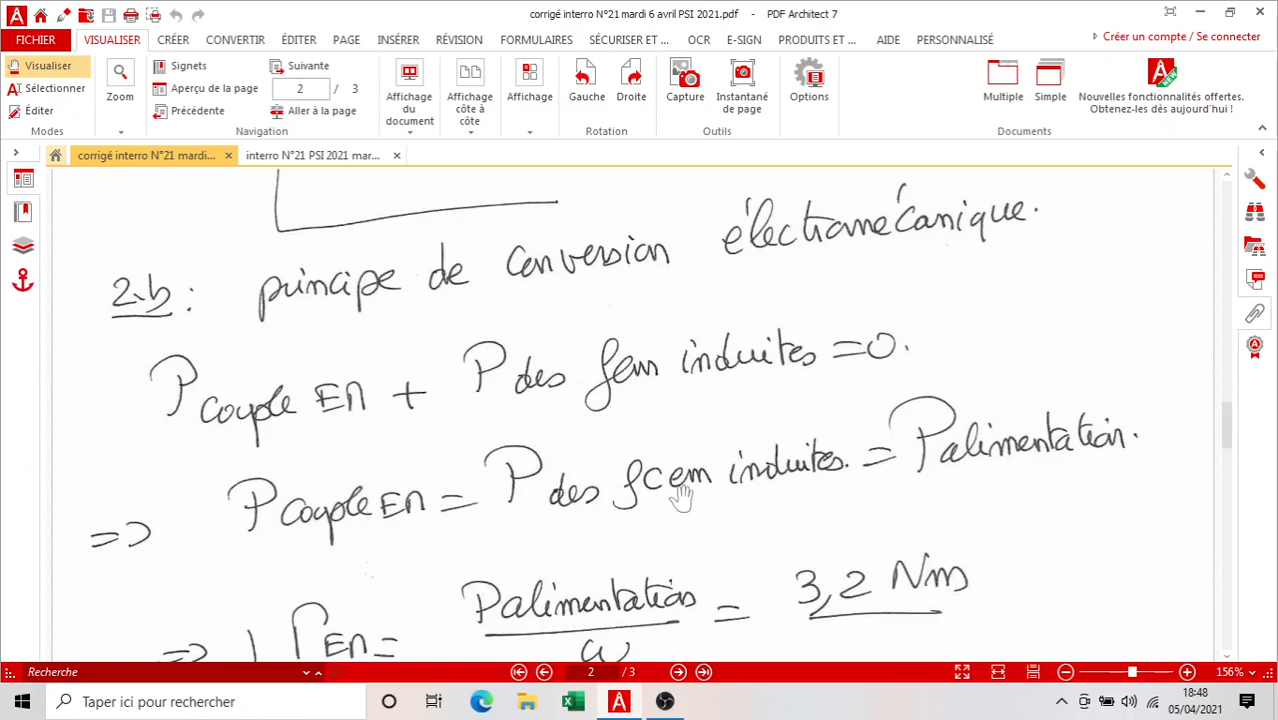 corrigé interro N°21 mardi 6 avril PSI 2021.pdf - PDF Architect 7
FICHIER VISUALISER CRÉER CONVERTIR ÉDITER PAGE INSÉRER RÉVISION FORMULAIRES SÉCURISER ET ... OCR E-SIGN PRODUITS ET ... AIDE PERSONNALISÉ Créer un compte / Se connecter
Visualiser
Sélectionner
Éditer
Modes
Zoom
Signets
Aperçu de la page
Précédente
Suivante
2 / 3
Aller à la page
Navigation
Affichage
du
document
Affichage
côte à
côte
Affichage
Gauche Droite
Rotation
Capture
Instantané
de page
Outils
Options
Multiple Simple
Nouvelles fonctionnalités offertes.
Obtenez-les dès aujourd'hui !
Documents
corrigé interro N°21 mardi... × interro N°21 PSI 2021 mar... ×
2.b : principe de conversion électromécanique.
P couple EM + P des fem induites = 0.
=> P couple EM = P des fcem induites. = P alimentation.
=> Γ EM = P alimentation / ω = 3,2 Nm
Recherche 2 / 3 156%
Taper ici pour rechercher
18:48
05/04/2021